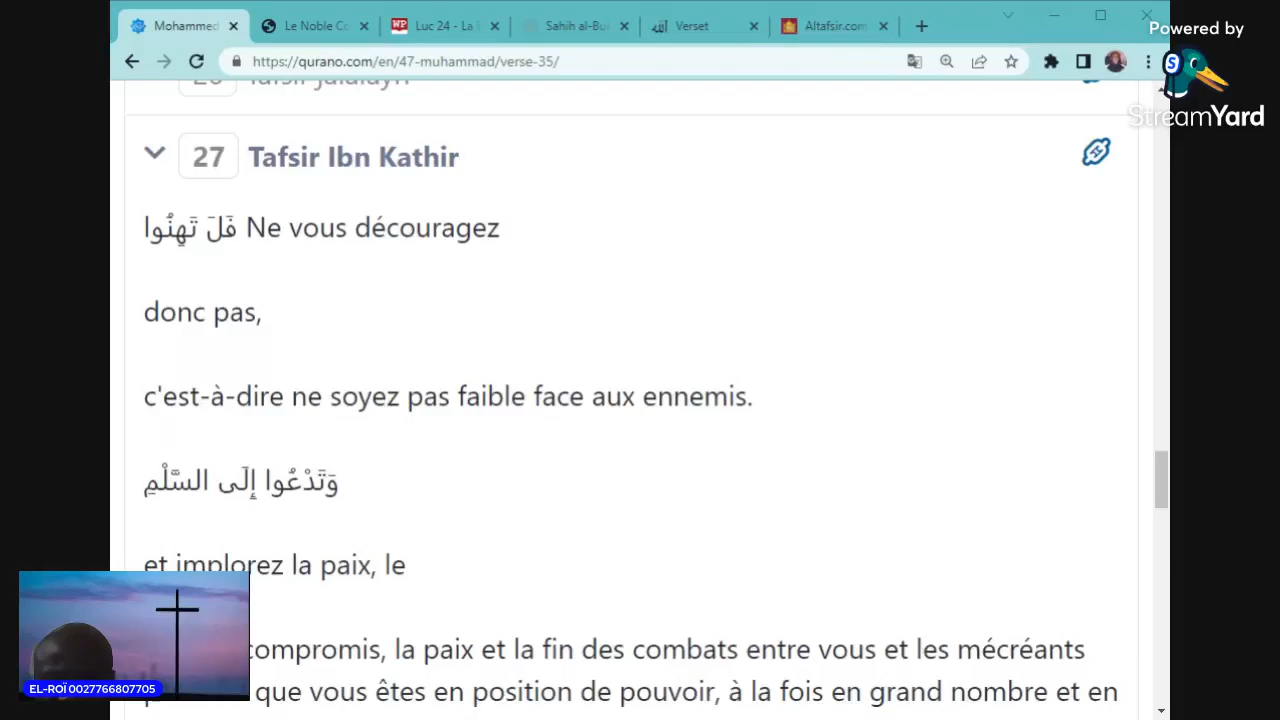 Mohammed
Le Noble Co
Luc 24 - La
Sahih al-Bu
Verset
Altafsir.com
Powered by
https://qurano.com/en/47-muhammad/verse-35/
StreamYard
27 Tafsir Ibn Kathir
فَلَ تَهِنُوا Ne vous découragez
donc pas,
c'est-à-dire ne soyez pas faible face aux ennemis.
وَتَدْعُوا إِلَى السَّلْمِ
et implorez la paix, le
compromis, la paix et la fin des combats entre vous et les mécréants
EL-ROÏ 0027766807705
que vous êtes en position de pouvoir, à la fois en grand nombre et en